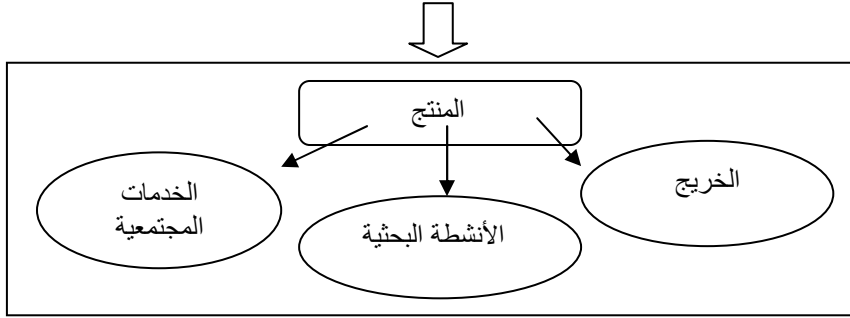 المنتج
الخريج
الأنشطة البحثية
الخدمات
المجتمعية